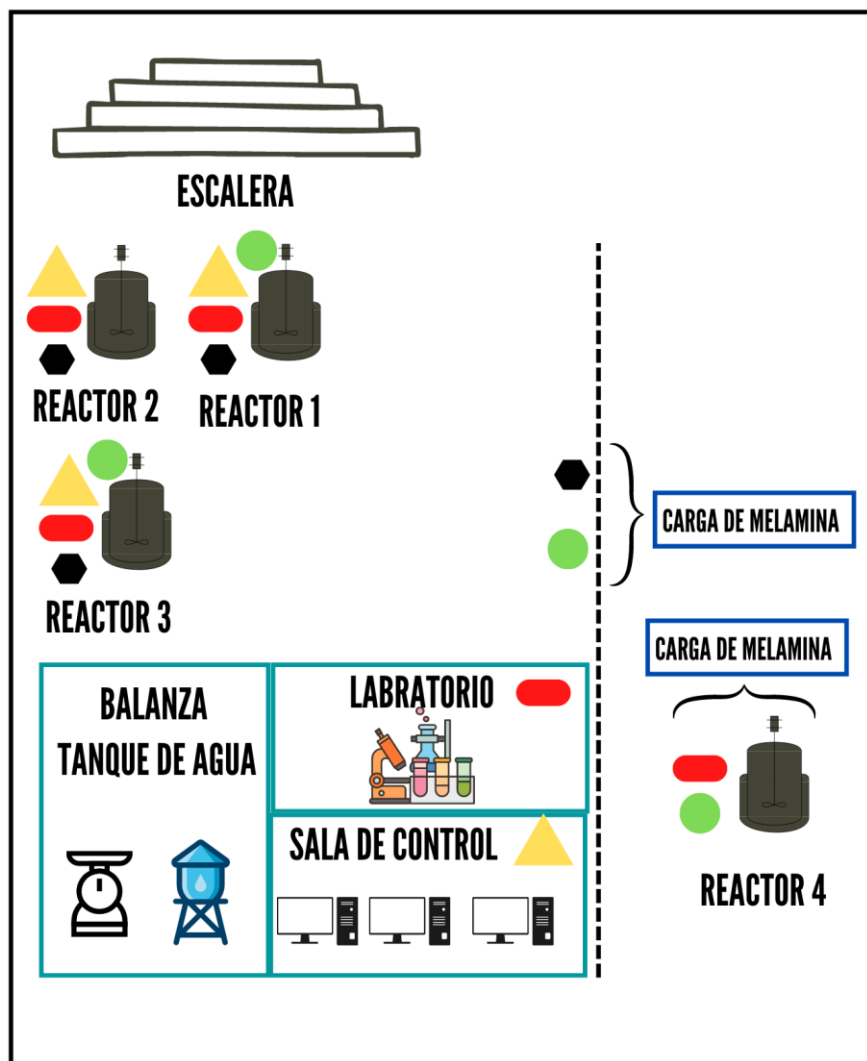 ESCALERA
REACTOR 2
REACTOR 1
REACTOR 3
CARGA DE MELAMINA
CARGA DE MELAMINA
BALANZA
TANQUE DE AGUA
LABRATORIO
SALA DE CONTROL
REACTOR 4